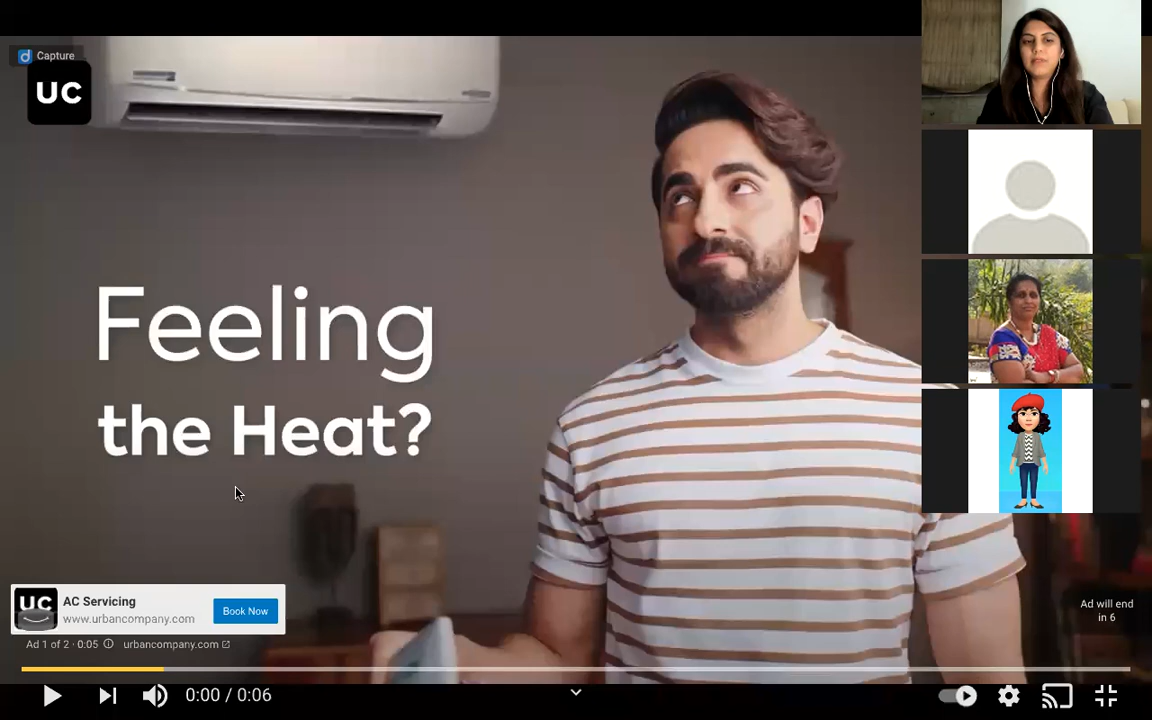 Capture
UC
Feeling
the Heat?
UC
AC Servicing
www.urbancompany.com
Book Now
Ad will end
in 6
Ad 1 of 2 · 0:05
urbancompany.com
0:00 / 0:06